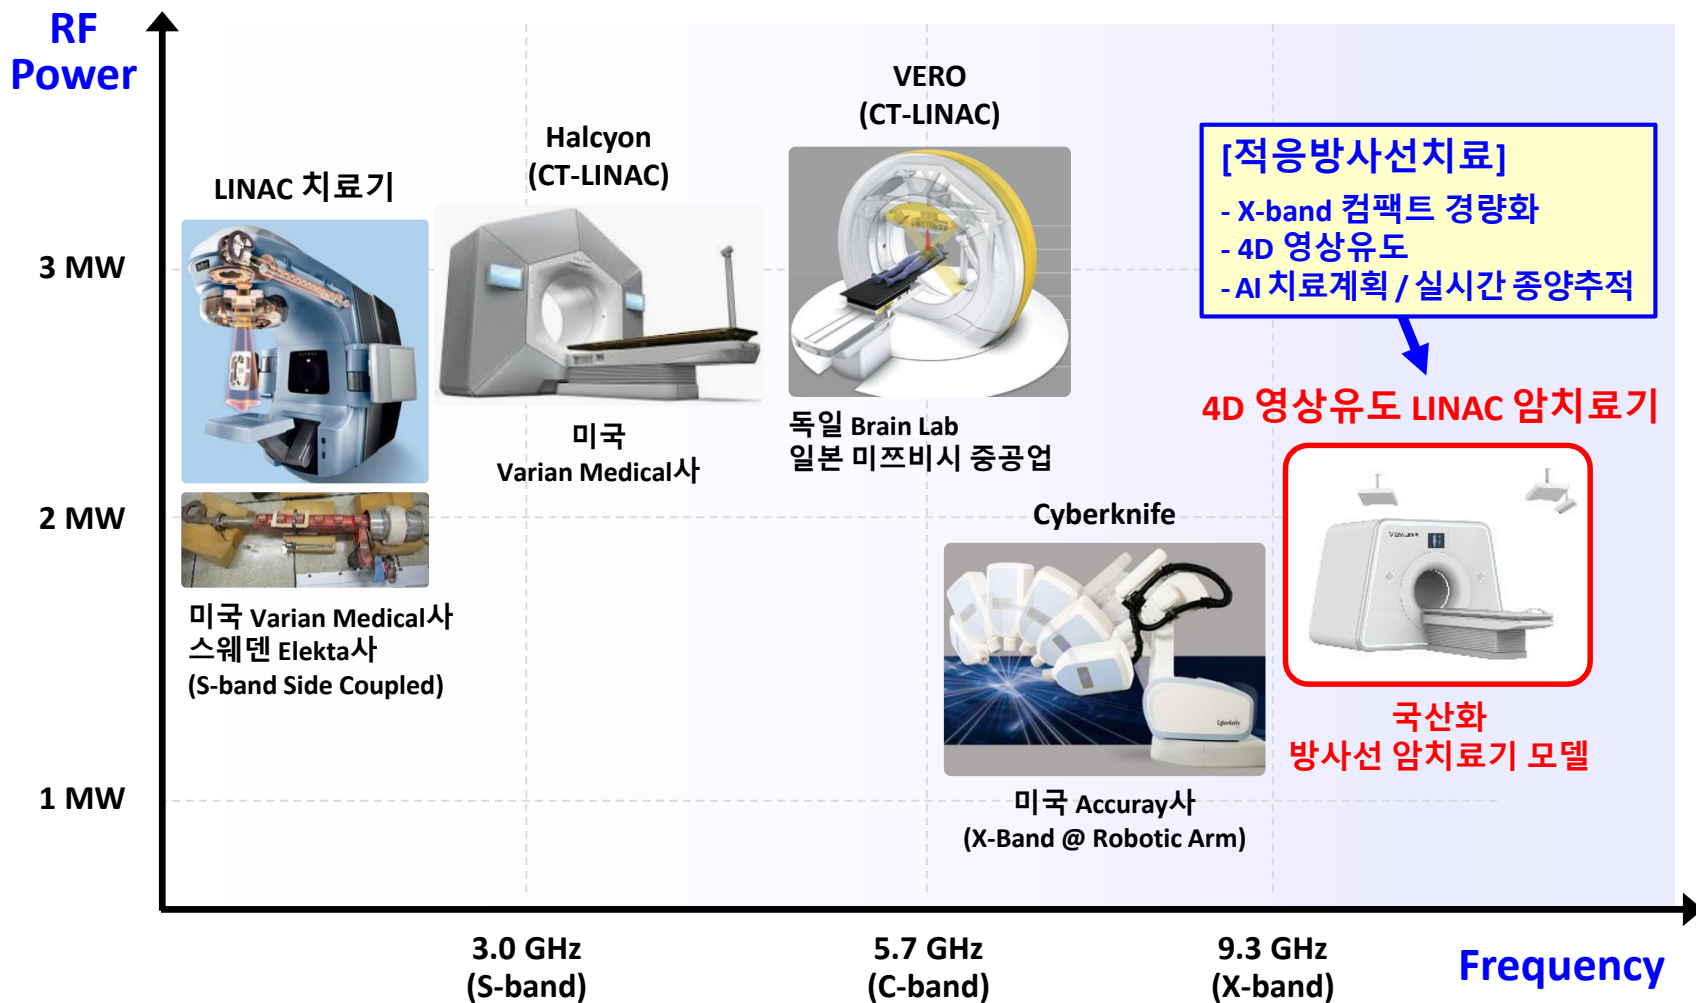 RF
Power
VERO
(CT-LINAC)
Halcyon
(CT-LINAC)
LINAC 치료기
[적응방사선치료]
- X-band 컴팩트 경량화
- 4D 영상유도
- AI 치료계획 / 실시간 종양추적
3 MW
4D 영상유도 LINAC 암치료기
미국
Varian Medical사
독일 Brain Lab
일본 미쯔비시 중공업
2 MW
Cyberknife
미국 Varian Medical사
스웨덴 Elekta사
(S-band Side Coupled)
CyberKnife
국산화
방사선 암치료기 모델
1 MW
미국 Accuray사
(X-Band @ Robotic Arm)
3.0 GHz
(S-band)
5.7 GHz
(C-band)
9.3 GHz
(X-band)
Frequency